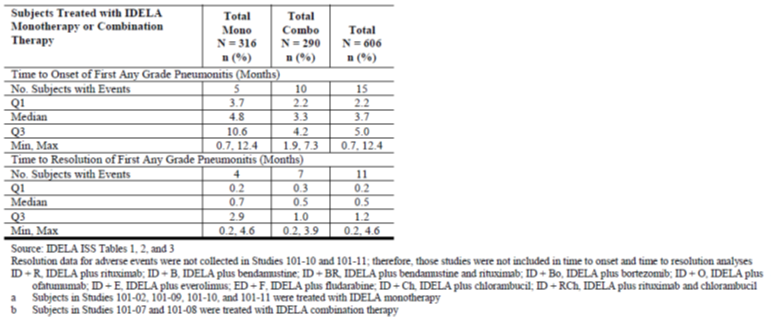 Subjects Treated with IDELA Monotherapy or Combination Therapy | Total Mono N = 316 n (%) | Total Combo N = 290 n (%) | Total N = 606 n (%)
Time to Onset of First Any Grade Pneumonitis (Months)
No. Subjects with Events 5 10 15
Q1 3.7 2.2 2.2
Median 4.8 3.3 3.7
Q3 10.6 4.2 5.0
Min, Max 0.7, 12.4 1.9, 7.3 0.7, 12.4
Time to Resolution of First Any Grade Pneumonitis (Months)
No. Subjects with Events 4 7 11
Q1 0.2 0.3 0.2
Median 0.7 0.5 0.5
Q3 2.9 1.0 1.2
Min, Max 0.2, 4.6 0.2, 3.9 0.2, 4.6
Source: IDELA ISS Tables 1, 2, and 3
Resolution data for adverse events were not collected in Studies 101-10 and 101-11; therefore, those studies were not included in time to onset and time to resolution analyses
ID + R, IDELA plus rituximab; ID + B, IDELA plus bendamustine; ID + BR, IDELA plus bendamustine and rituximab; ID + Bo, IDELA plus bortezomib; ID + O, IDELA plus
ofatumumab; ID + E, IDELA plus everolimus; ED + F, IDELA plus fludarabine; ID + Ch, IDELA plus chlorambucil; ID + RCh, IDELA plus rituximab and chlorambucil
a Subjects in Studies 101-02, 101-09, 101-10, and 101-11 were treated with IDELA monotherapy
b Subjects in Studies 101-07 and 101-08 were treated with IDELA combination therapy